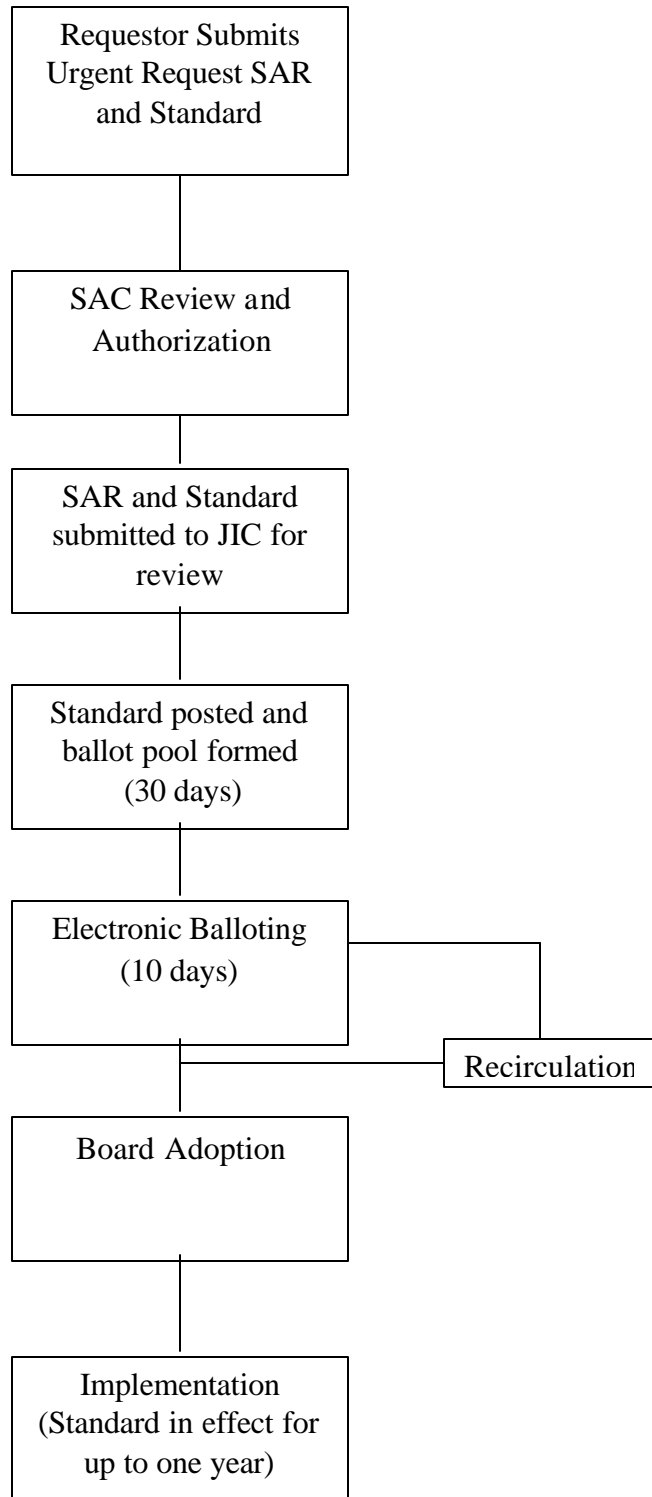 Requestor Submits
Urgent Request SAR
and Standard
SAC Review and
Authorization
SAR and Standard
submitted to JIC for
review
Standard posted and
ballot pool formed
(30 days)
Electronic Balloting
(10 days)
Recirulation
Board Adoption
Implementation
(Standard in effect for
up to one year)